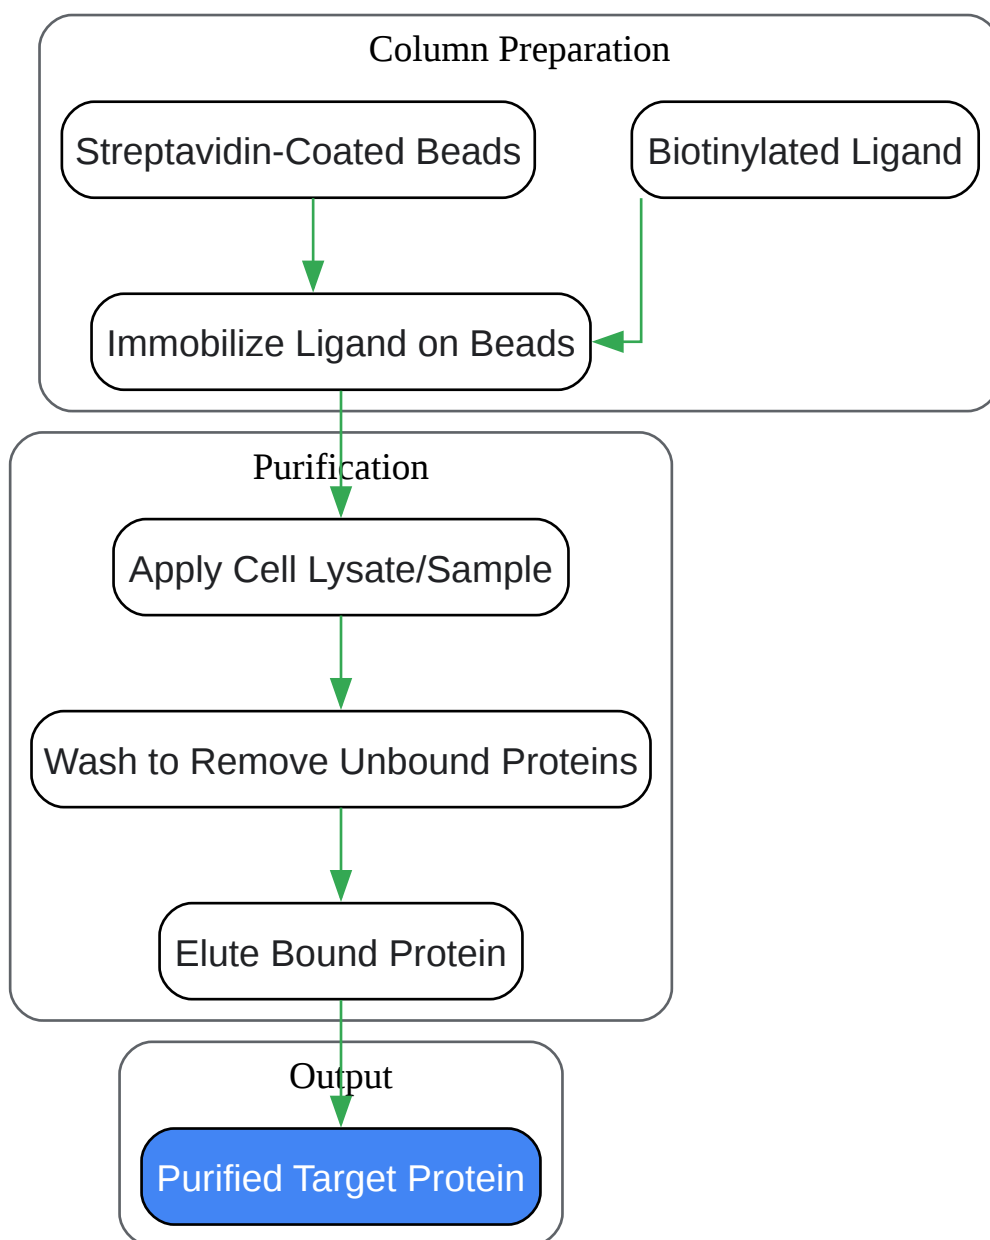 Column Preparation
Streptavidin-Coated Beads
Biotinylated Ligand
Immobilize Ligand on Beads
Purification
Apply Cell Lysate/Sample
Wash to Remove Unbound Proteins
Elute Bound Protein
Output
Purified Target Protein